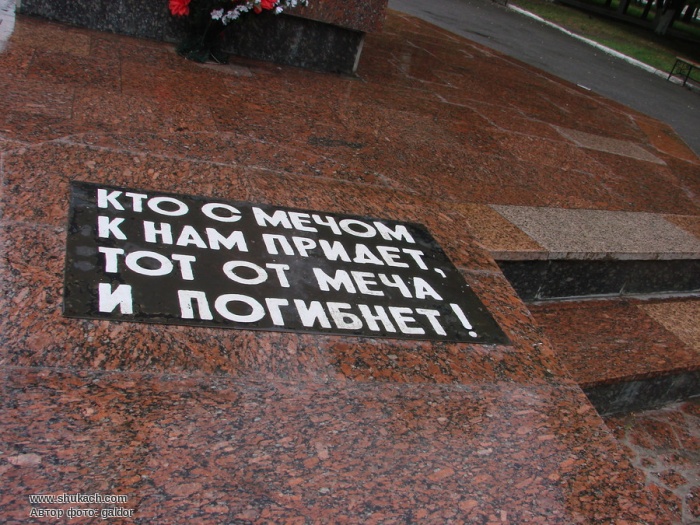 КТО С МЕЧОМ
К НАМ ПРИДЕТ,
ТОТ ОТ МЕЧА
И ПОГИБНЕТ!
www.shukach.com
Автор фото: galdor